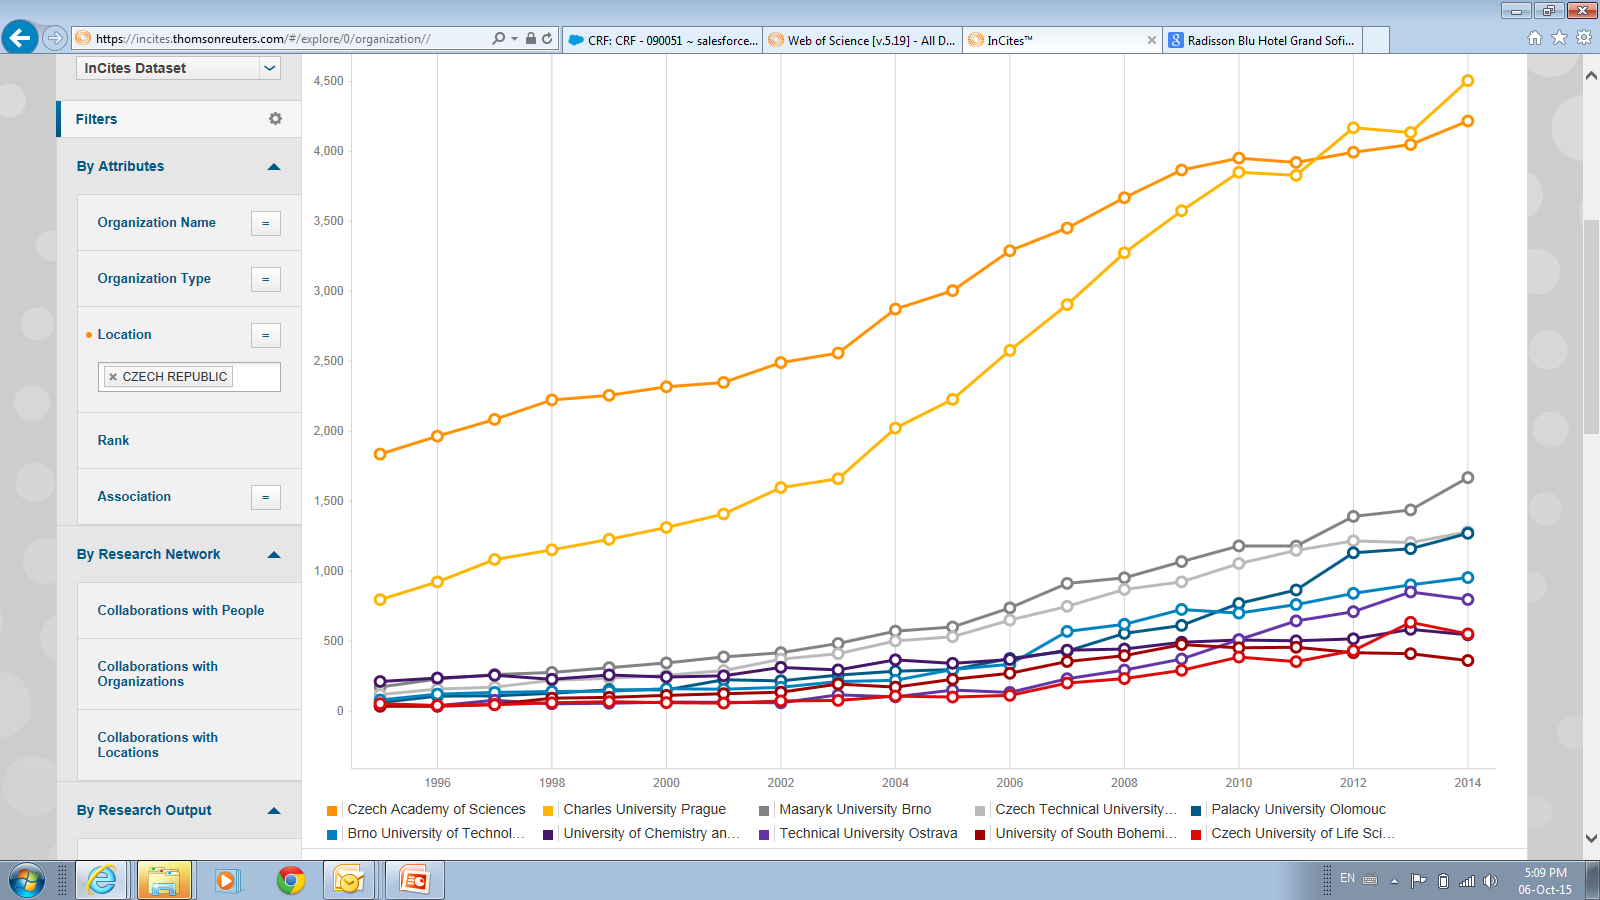 https://incites.thomsonreuters.com/#/explore/0/organization//
CRF: CRF - 090051 ~ salesforce...
Web of Science [v.5.19] - All D...
InCites™
Radisson Blu Hotel Grand Sofi...
InCites Dataset
Filters
By Attributes
Organization Name
=
Organization Type
=
Location
=
CZECH REPUBLIC
Rank
Association
=
By Research Network
Collaborations with People
Collaborations with
Organizations
Collaborations with
Locations
By Research Output
4,500
4,000
3,500
3,000
2,500
2,000
1,500
1,000
500
0
1996 1998 2000 2002 2004 2006 2008 2010 2012 2014
Czech Academy of Sciences Charles University Prague Masaryk University Brno Czech Technical University... Palacky University Olomouc
Brno University of Technol... University of Chemistry an... Technical University Ostrava University of South Bohemi... Czech University of Life Sci...
EN
5:09 PM
06-Oct-15